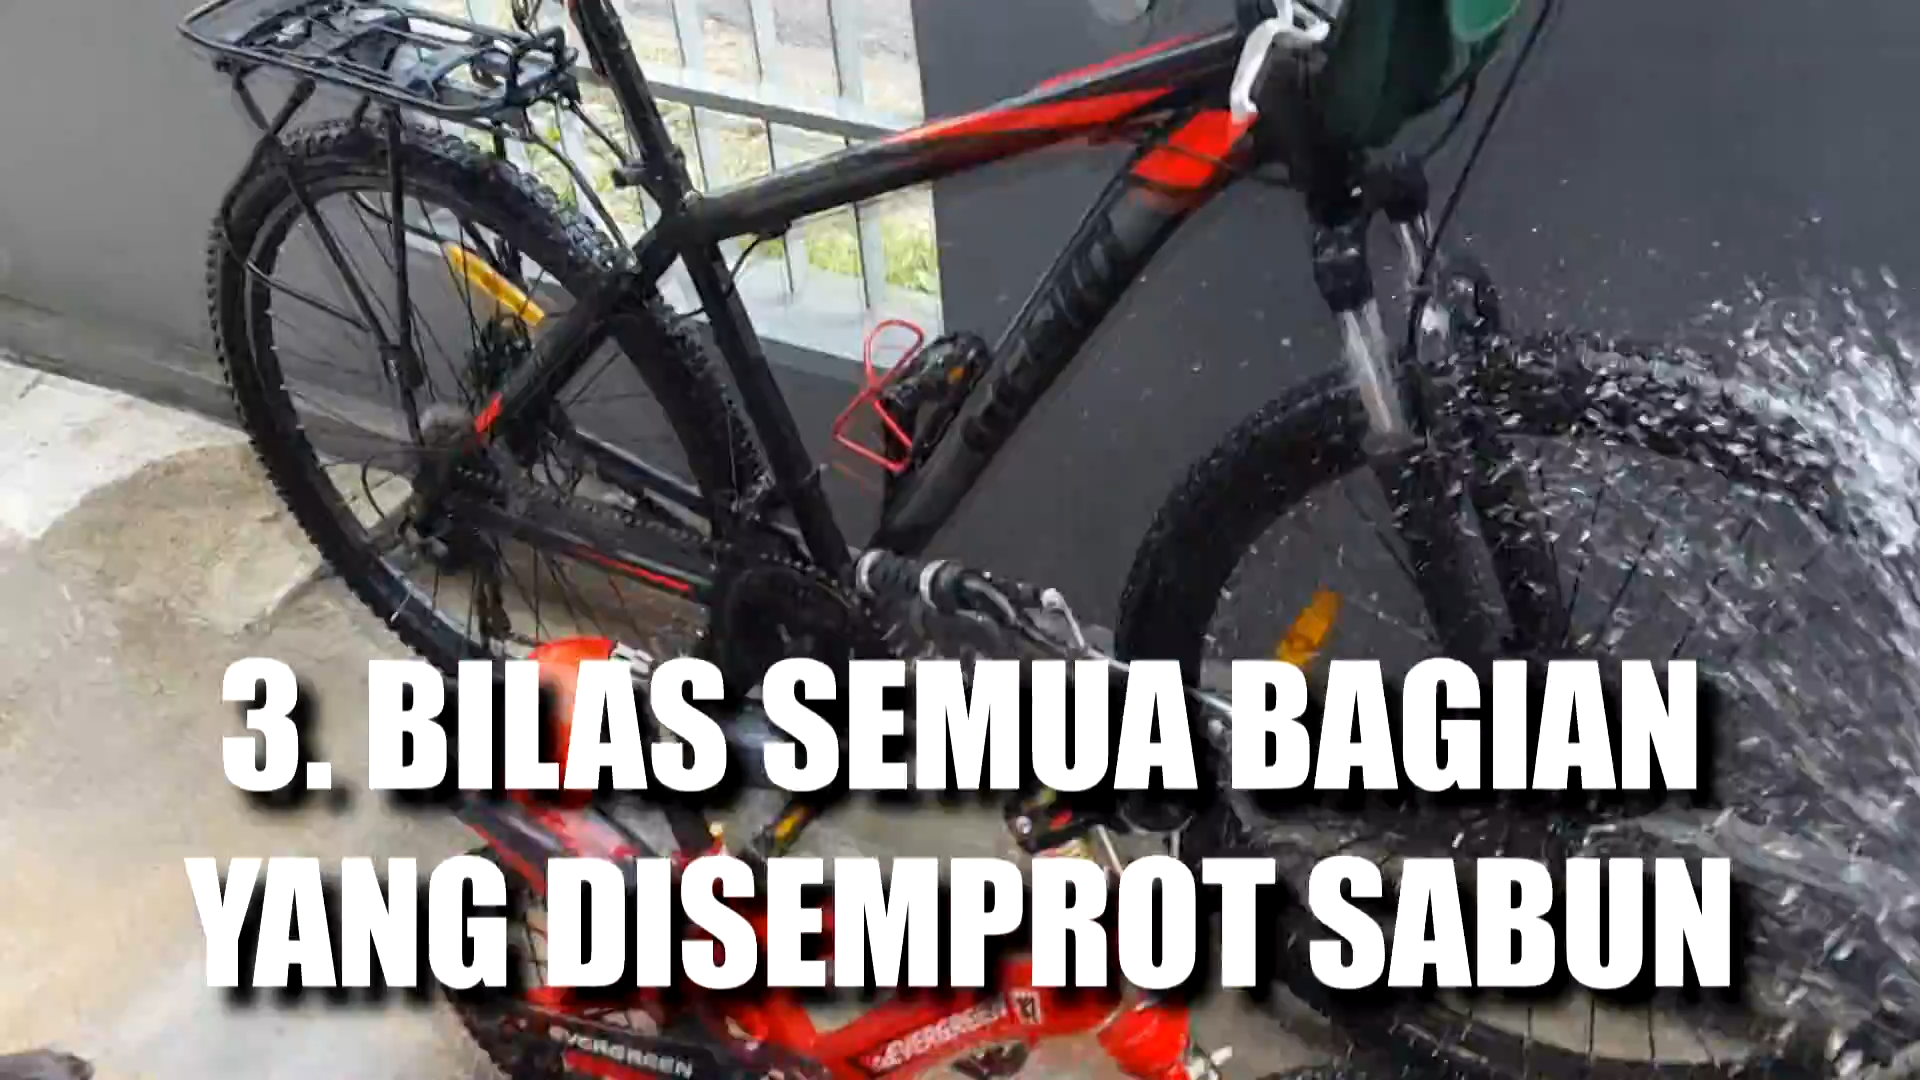 3. BILAS SEMUA BAGIAN
YANG DISEMPROT SABUN
EVERGREEN
EVERGREEN